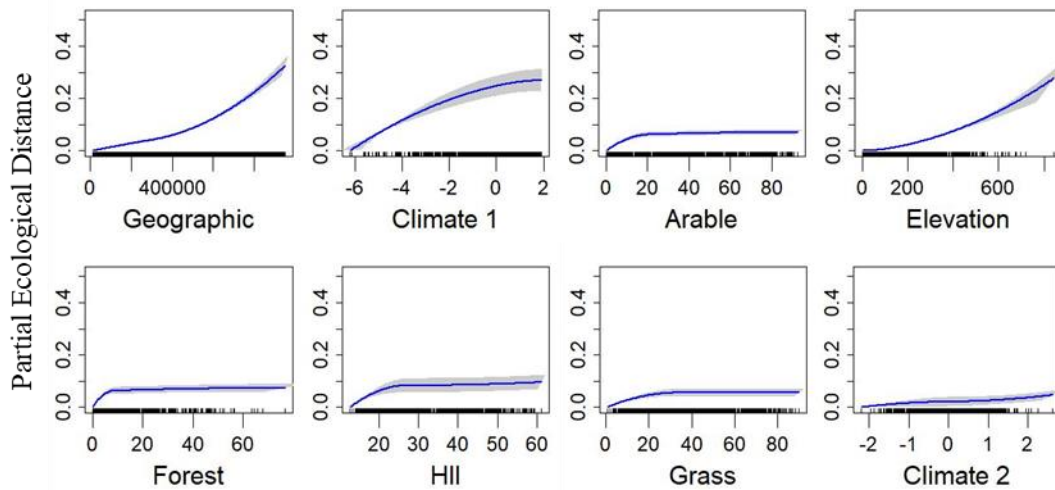 Partial Ecological Distance
0.0 0.2 0.4
0 400000
Geographic
0.0 0.2 0.4
-6 -4 -2 0 2
Climate 1
0.0 0.2 0.4
0 20 40 60 80
Arable
0.0 0.2 0.4
0 200 600
Elevation
0.0 0.2 0.4
0 20 40 60
Forest
0.0 0.2 0.4
20 30 40 50 60
HII
0.0 0.2 0.4
0 20 40 60 80
Grass
0.0 0.2 0.4
-2 -1 0 1 2
Climate 2